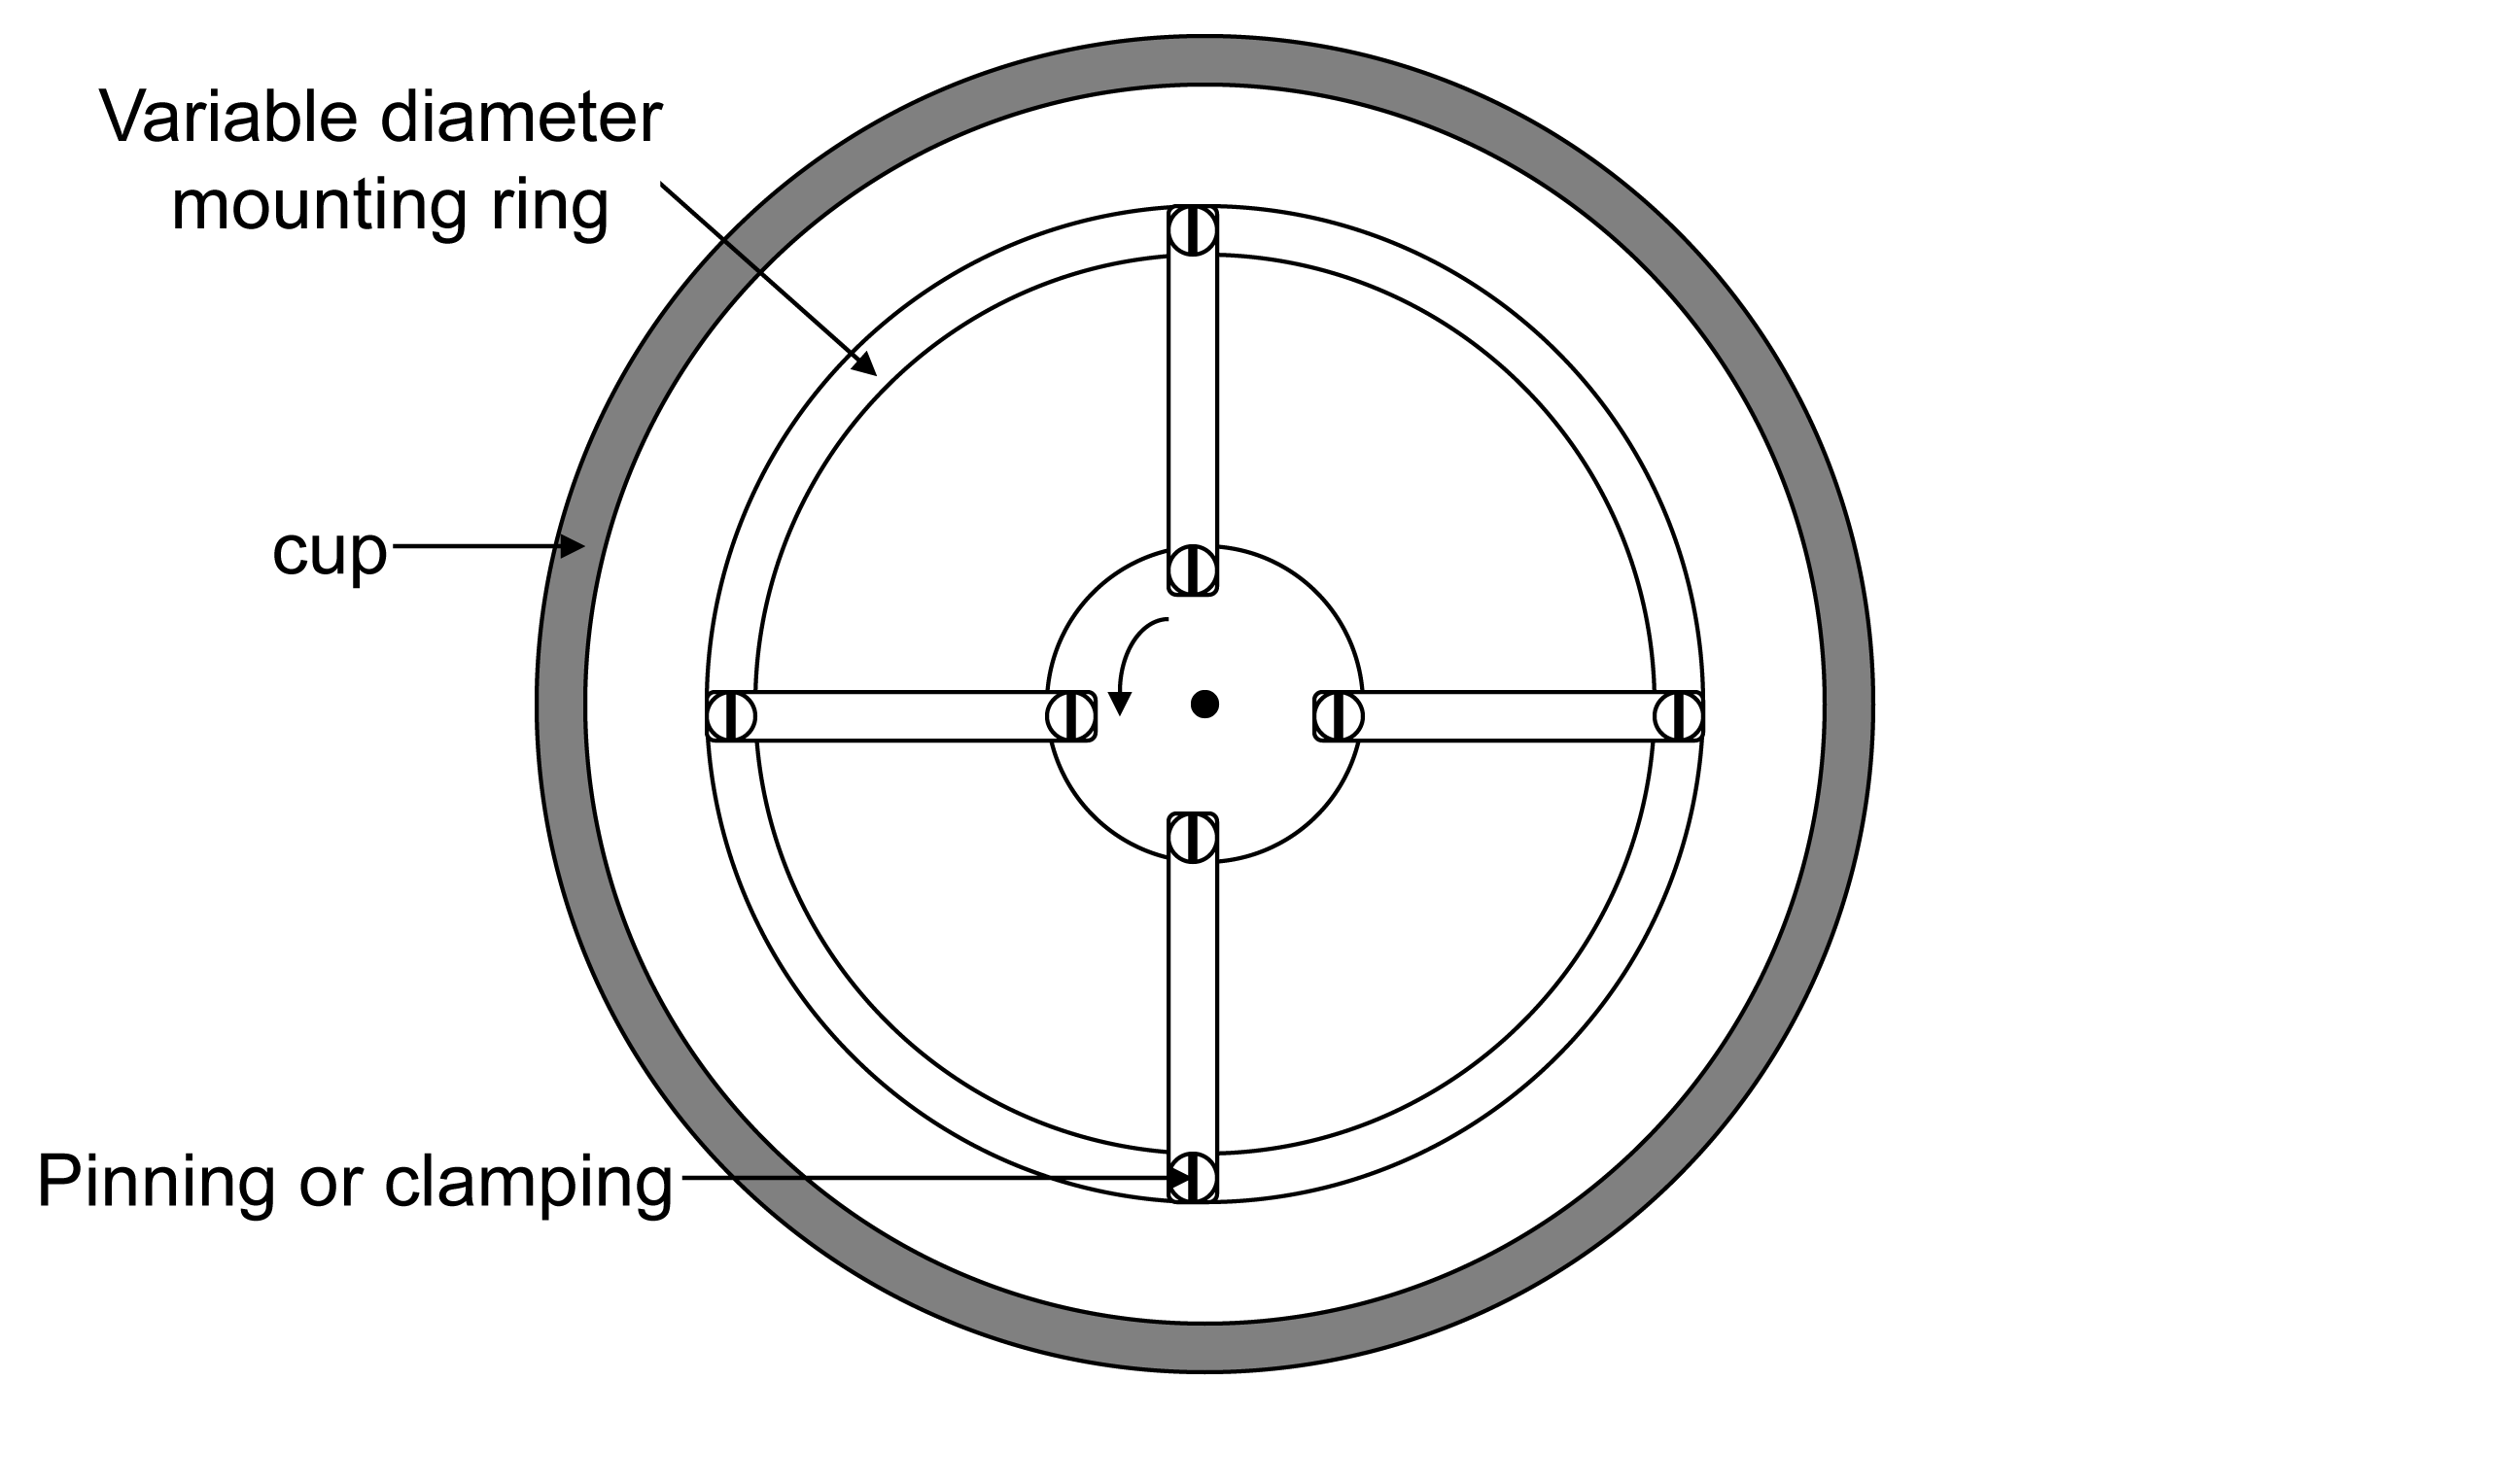 Variable diameter
mounting ring
cup
Pinning or clamping